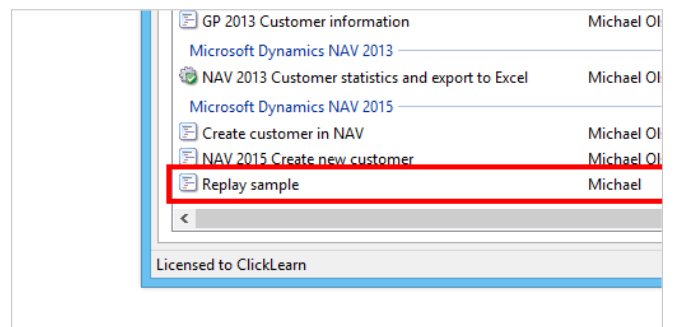 GP 2013 Customer information Michael Ol
Microsoft Dynamics NAV 2013
NAV 2013 Customer statistics and export to Excel Michael Ol
Microsoft Dynamics NAV 2015
Create customer in NAV Michael Ol
NAV 2015 Create new customer Michael Ol
Replay sample Michael
Licensed to ClickLearn